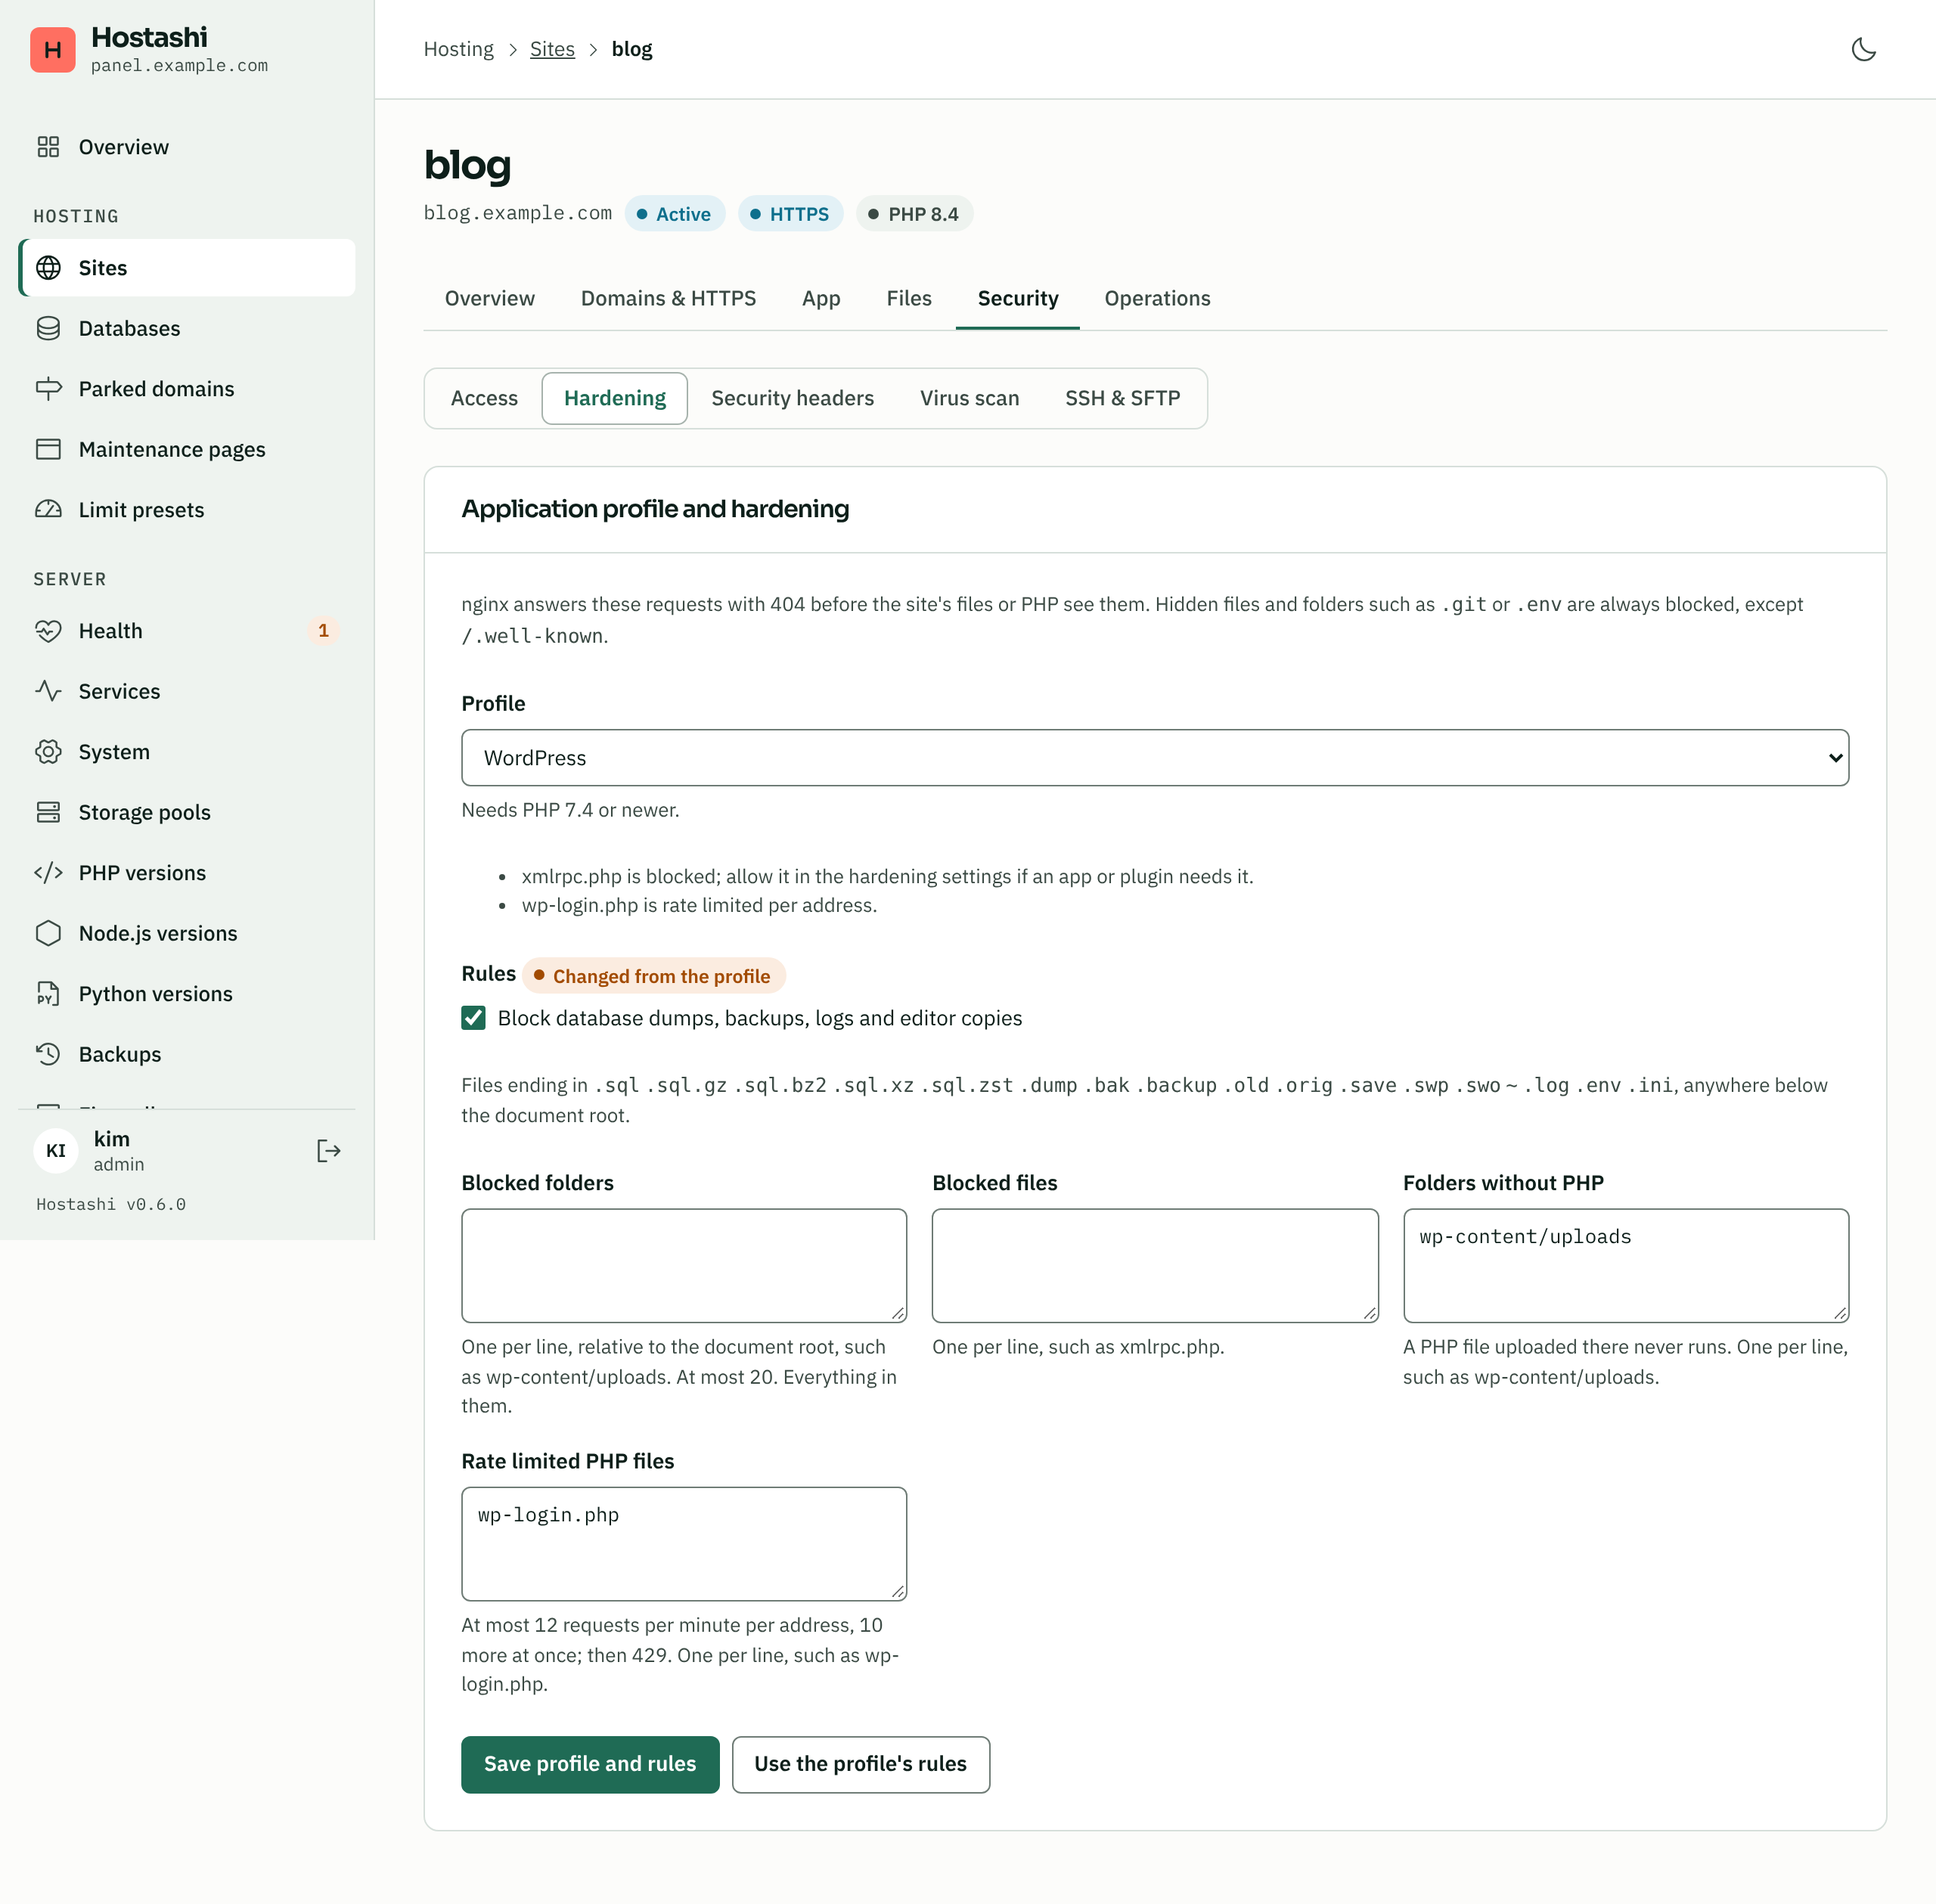 H
Hostashi
panel.example.com
Overview
HOSTING
Sites
Databases
Parked domains
Maintenance pages
Limit presets
SERVER
Health 1
Services
System
Storage pools
PHP versions
Node.js versions
Python versions
Backups
KI
kim
admin
Hostashi v0.6.0
Hosting > Sites > blog
blog
blog.example.com Active HTTPS PHP 8.4
Overview Domains & HTTPS App Files Security Operations
Access Hardening Security headers Virus scan SSH & SFTP
Application profile and hardening
nginx answers these requests with 404 before the site's files or PHP see them. Hidden files and folders such as .git or .env are always blocked, except
/.well-known.
Profile
WordPress
Needs PHP 7.4 or newer.
• xmlrpc.php is blocked; allow it in the hardening settings if an app or plugin needs it.
• wp-login.php is rate limited per address.
Rules Changed from the profile
Block database dumps, backups, logs and editor copies
Files ending in .sql .sql.gz .sql.bz2 .sql.xz .sql.zst .dump .bak .backup .old .orig .save .swp .swo ~ .log .env .ini, anywhere below
the document root.
Blocked folders
One per line, relative to the document root, such
as wp-content/uploads. At most 20. Everything in
them.
Blocked files
One per line, such as xmlrpc.php.
Folders without PHP
wp-content/uploads
A PHP file uploaded there never runs. One per line,
such as wp-content/uploads.
Rate limited PHP files
wp-login.php
At most 12 requests per minute per address, 10
more at once; then 429. One per line, such as wp-
login.php.
Save profile and rules Use the profile's rules